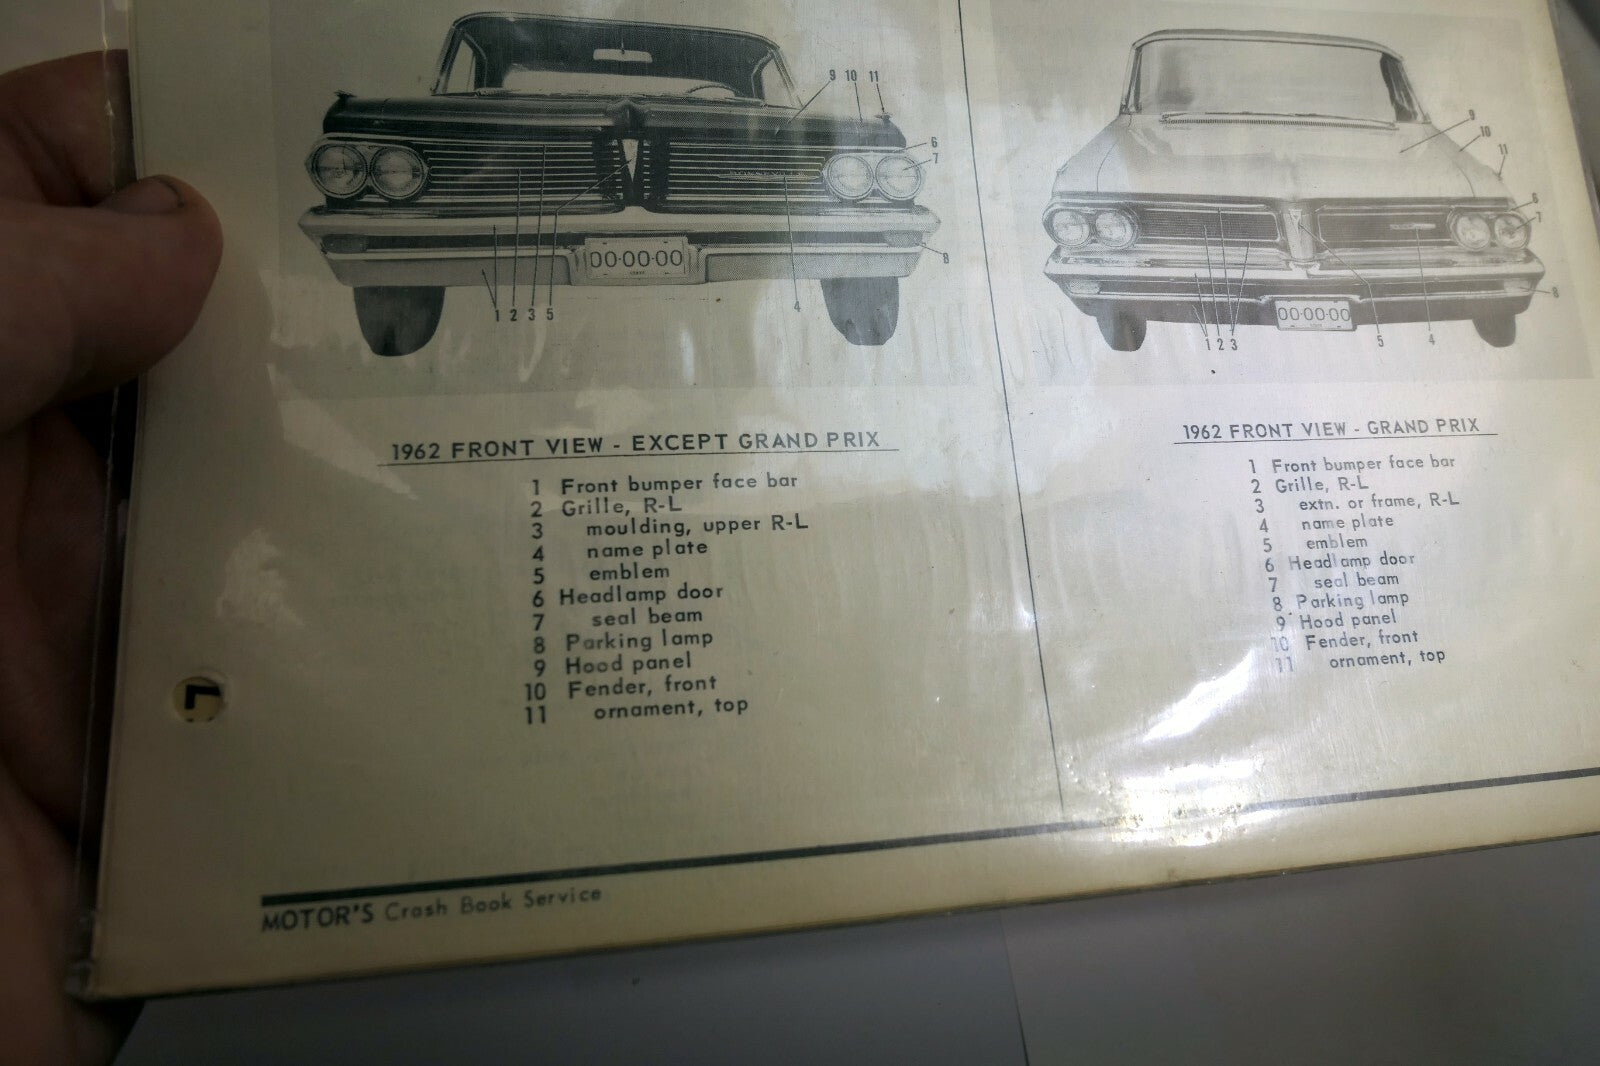 9 10 11
6
7
00-00-00
8
1 2 3 5
4
9
10
11
6
7
00-00-00
8
1 2 3
5
4
1962 FRONT VIEW - EXCEPT GRAND PRIX
1 Front bumper face bar
2 Grille, R-L
3 moulding, upper R-L
4 name plate
5 emblem
6 Headlamp door
7 seal beam
8 Parking lamp
9 Hood panel
10 Fender, front
11 ornament, top
1962 FRONT VIEW - GRAND PRIX
1 Front bumper face bar
2 Grille, R-L
3 extn. or frame, R-L
4 name plate
5 emblem
6 Headlamp door
7 seal beam
8 Parking lamp
9 Hood panel
10 Fender, front
11 ornament, top
MOTOR'S Crash Book Service